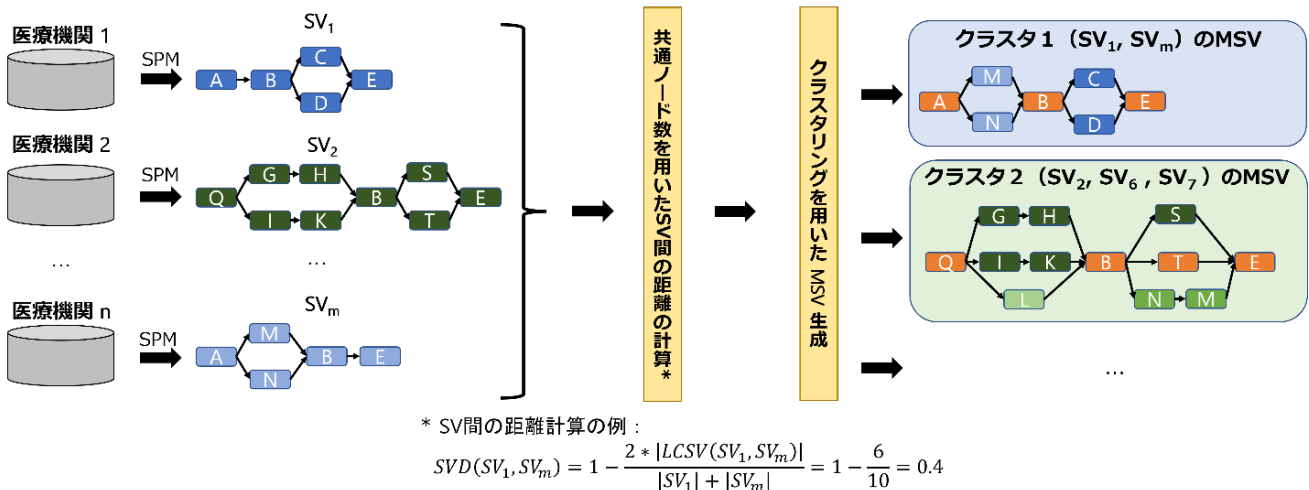 医療機関 1
SPM
SV₁
A B C D E
医療機関 2
SPM
SV₂
Q G H I K B S T E
…
…
医療機関 n
SPM
SVₘ
A M N B E
共通ノード数を用いたSV間の距離の計算*
クラスタリングを用いた MSV 生成
クラスタ1（SV₁, SVₘ）のMSV
A M N B C D E
クラスタ2（SV₂, SV₆ , SV₇ ）のMSV
Q G H I K L B S T N M E
…
* SV間の距離計算の例：
SVD(SV₁, SVₘ) = 1 − 2 * |LCSV(SV₁, SVₘ)| / |SV₁| + |SVₘ| = 1 − 6/10 = 0.4